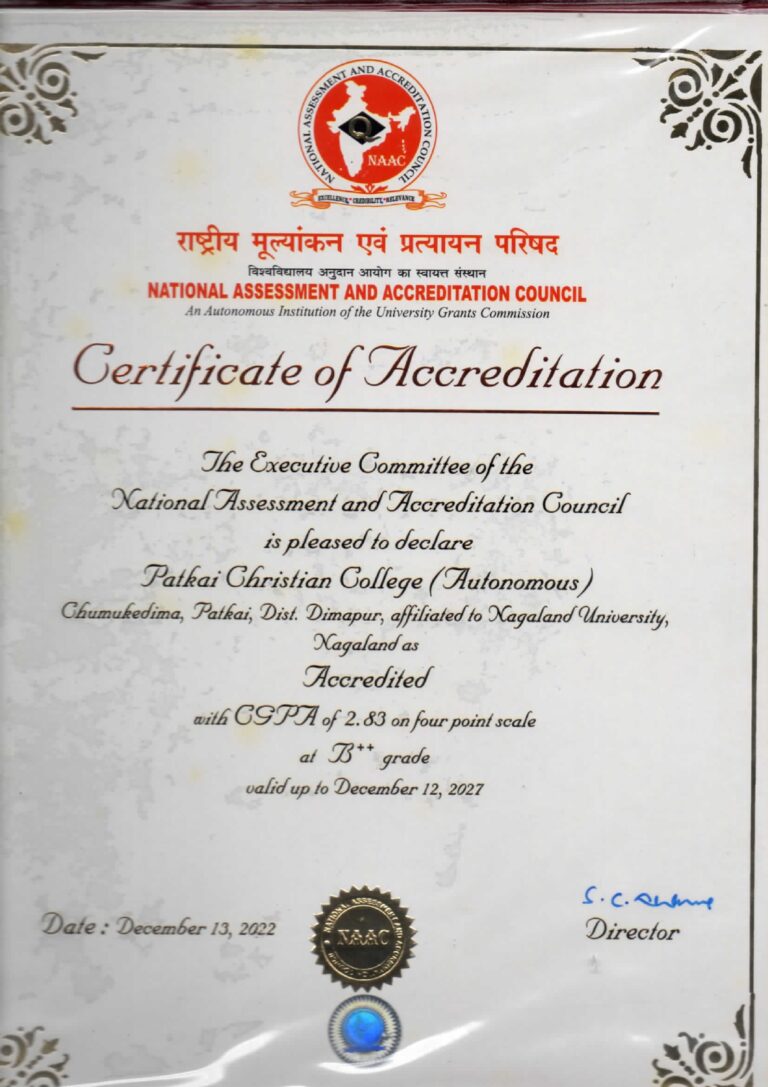 NATIONAL ASSESSMENT AND ACCREDITATION COUNCIL
Q
NAAC
EXCELLENCE, CREDIBILITY, RELEVANCE
राष्ट्रीय मूल्यांकन एवं प्रत्यायन परिषद
विश्वविद्यालय अनुदान आयोग का स्वायत्त संस्थान
NATIONAL ASSESSMENT AND ACCREDITATION COUNCIL
An Autonomous Institution of the University Grants Commission
Certificate of Accreditation
The Executive Committee of the
National Assessment and Accreditation Council
is pleased to declare
Patkai Christian College (Autonomous)
Chumukedima, Patkai, Dist. Dimapur, affiliated to Nagaland University,
Nagaland as
Accredited
with CGPA of 2.83 on four point scale
at B++ grade
valid up to December 12, 2027
S. C.
Date : December 13, 2022
Director
NATIONAL ASSESSMENT AND
NAAC